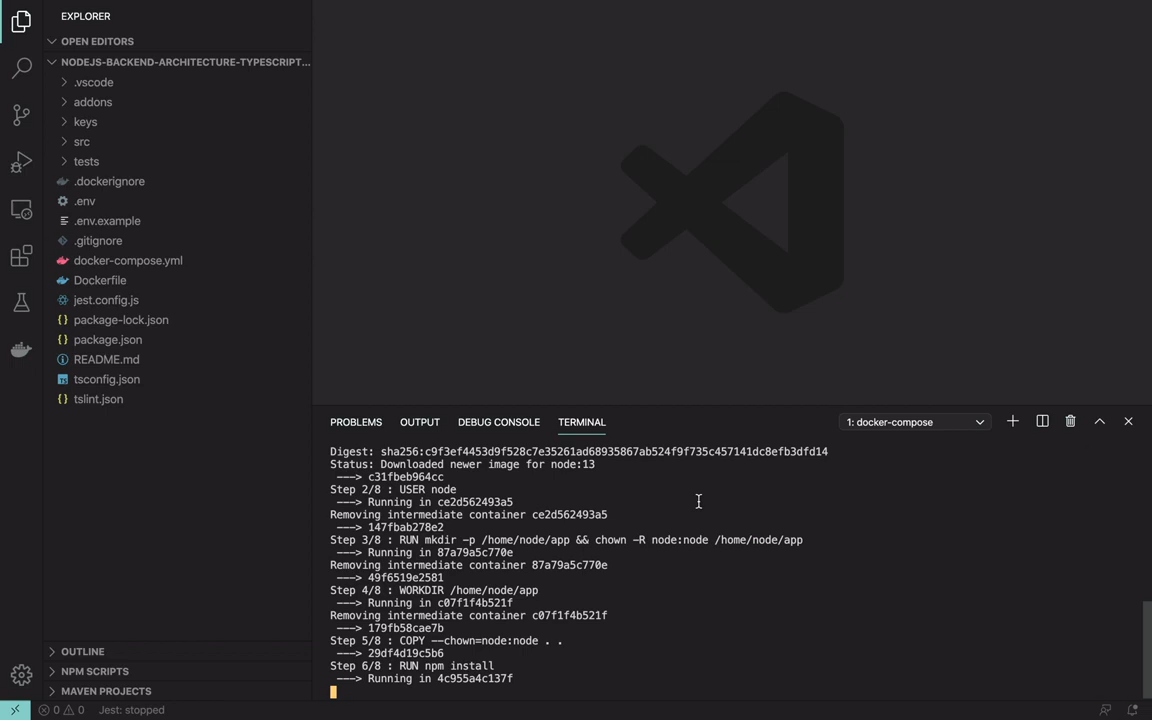 EXPLORER
OPEN EDITORS
NODEJS-BACKEND-ARCHITECTURE-TYPESCRIPT...
.vscode
addons
keys
src
tests
.dockerignore
.env
.env.example
.gitignore
docker-compose.yml
Dockerfile
jest.config.js
package-lock.json
package.json
README.md
tsconfig.json
tslint.json
OUTLINE
NPM SCRIPTS
MAVEN PROJECTS
PROBLEMS OUTPUT DEBUG CONSOLE TERMINAL 1: docker-compose
Digest: sha256:c9f3ef4453d9f528c7e35261ad68935867ab524f9f735c457141dc8efb3dfd14
Status: Downloaded newer image for node:13
---> c31fbeb964cc
Step 2/8 : USER node
---> Running in ce2d562493a5
Removing intermediate container ce2d562493a5
---> 147fbab278e2
Step 3/8 : RUN mkdir -p /home/node/app && chown -R node:node /home/node/app
---> Running in 87a79a5c770e
Removing intermediate container 87a79a5c770e
---> 49f6519e2581
Step 4/8 : WORKDIR /home/node/app
---> Running in c07f1f4b521f
Removing intermediate container c07f1f4b521f
---> 179fb58cae7b
Step 5/8 : COPY --chown=node:node . .
---> 29df4d19c5b6
Step 6/8 : RUN npm install
---> Running in 4c955a4c137f
0 0 Jest: stopped